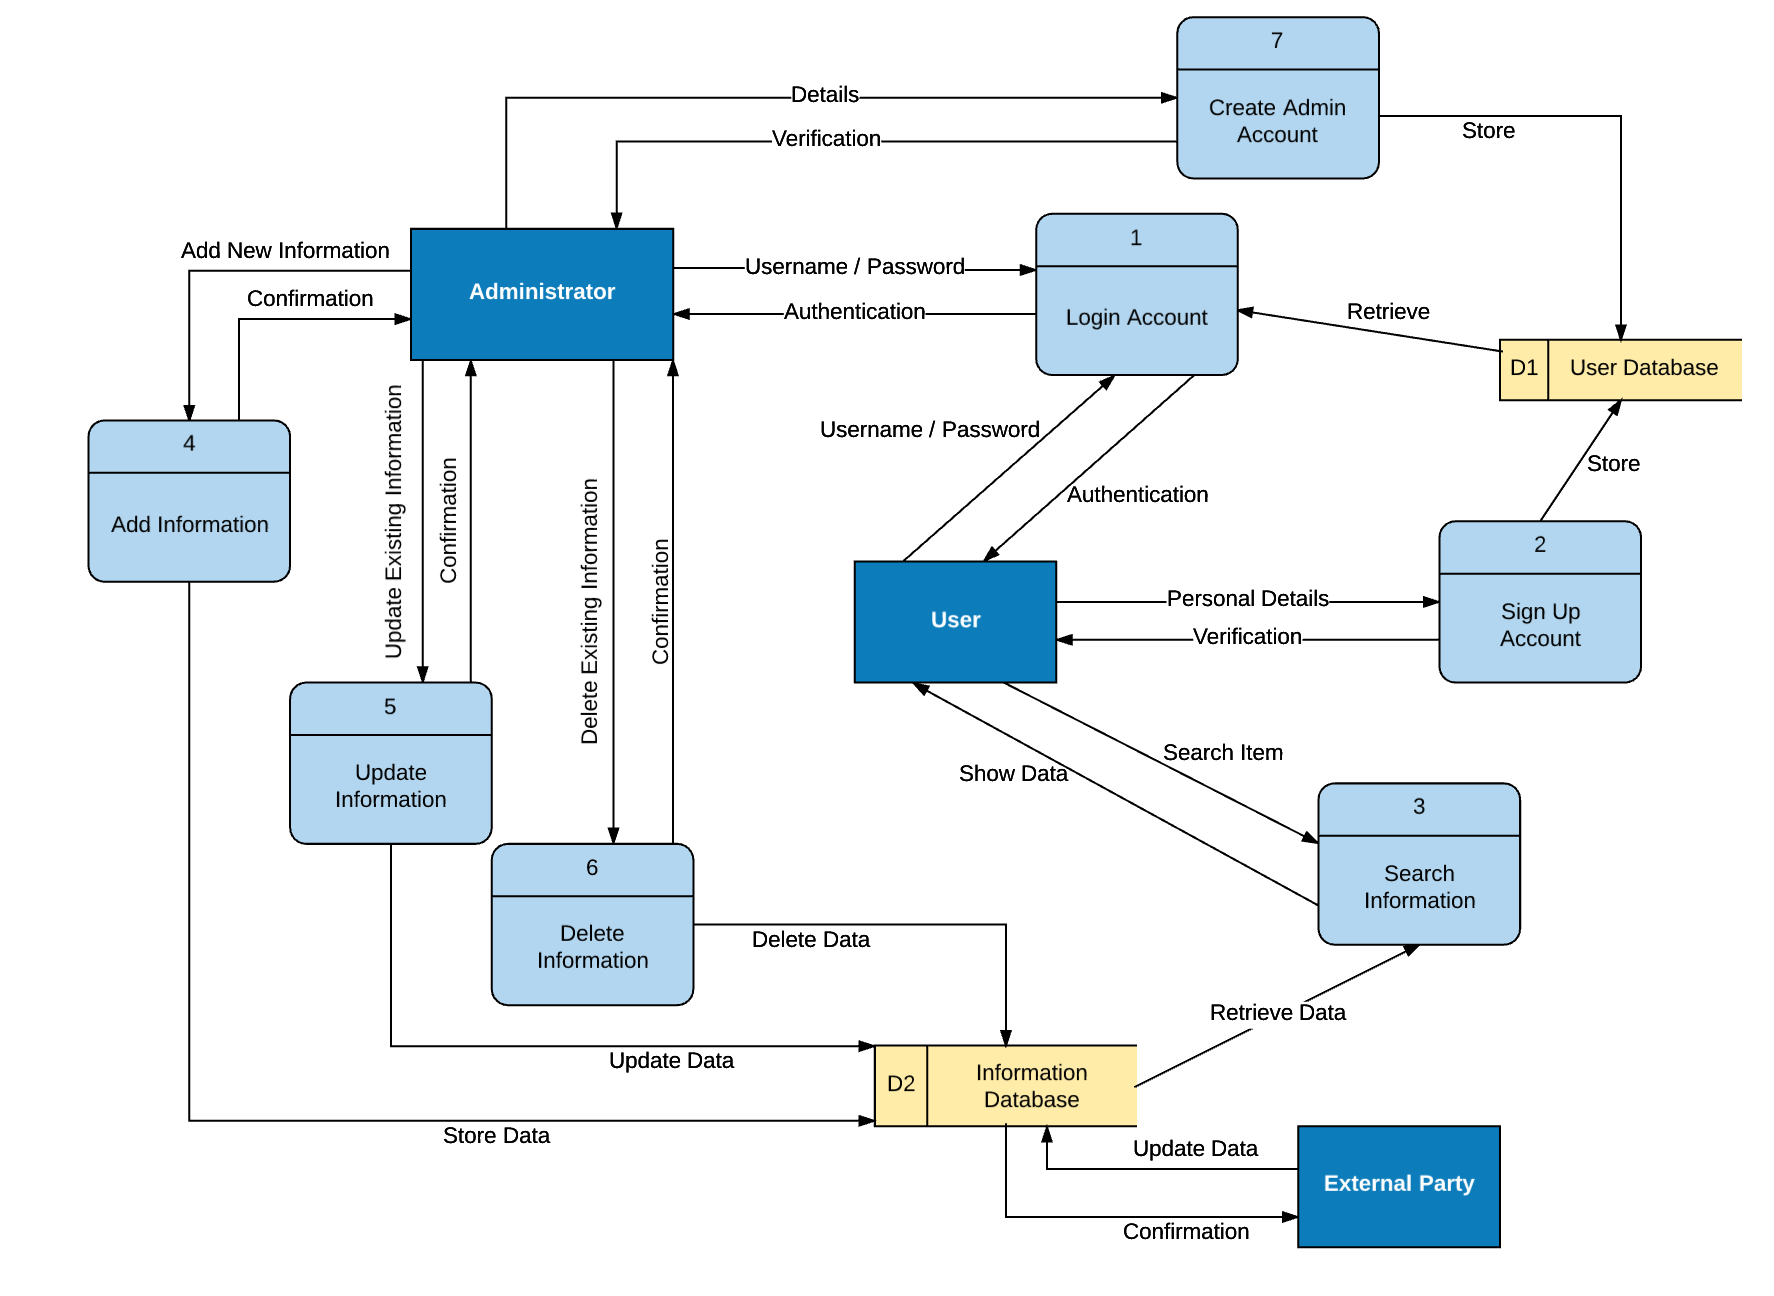 7
Create Admin
Account
Details
Verification
Store
Add New Information
Confirmation
Administrator
Username / Password
Authentication
1
Login Account
Retrieve
D1
User Database
4
Add Information
Update Existing Information
Confirmation
Delete Existing Information
Confirmation
Username / Password
Authentication
Store
2
Sign Up
Account
User
Personal Details
Verification
5
Update
Information
Search Item
Show Data
3
Search
Information
6
Delete
Information
Delete Data
Retrieve Data
Update Data
D2
Information
Database
Store Data
Update Data
External Party
Confirmation